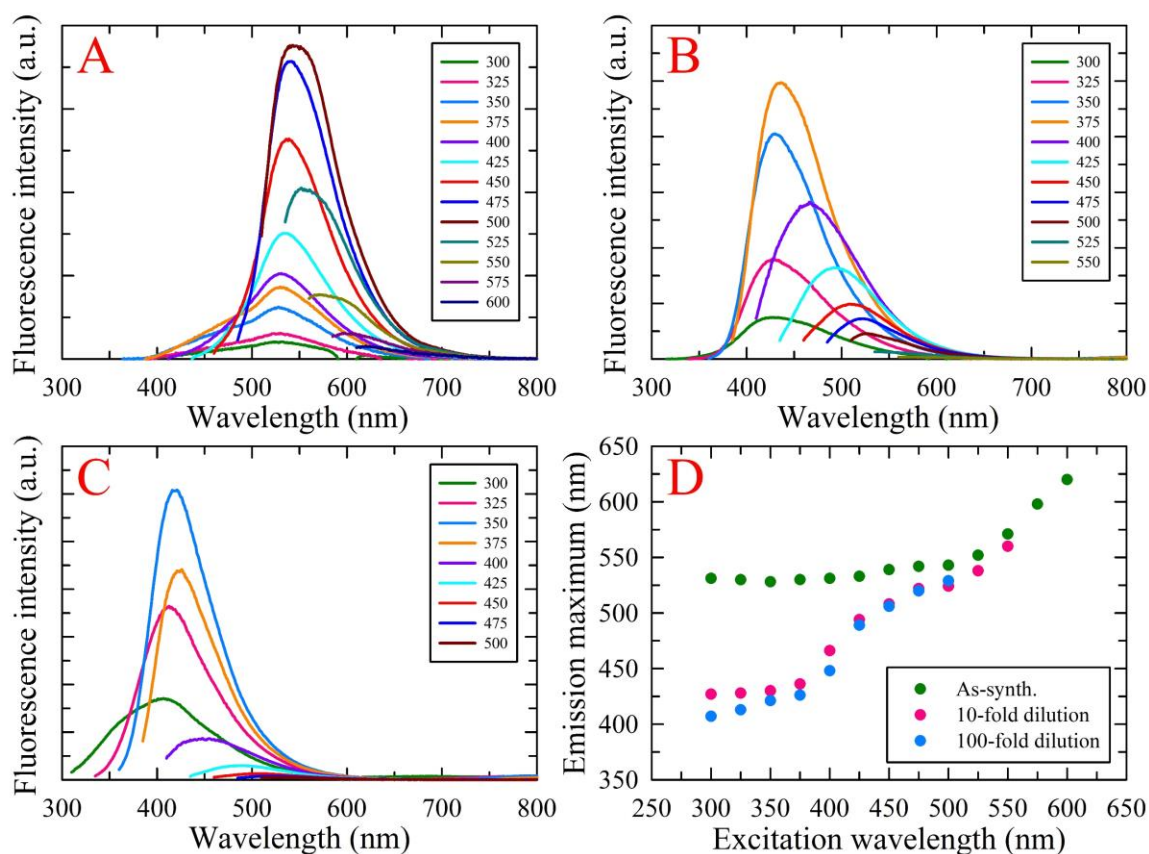 A
Fluorescence intensity (a.u.)
300
325
350
375
400
425
450
475
500
525
550
575
600
300 400 500 600 700 800
Wavelength (nm)
B
Fluorescence intensity (a.u.)
300
325
350
375
400
425
450
475
500
525
550
300 400 500 600 700 800
Wavelength (nm)
C
Fluorescence intensity (a.u.)
300
325
350
375
400
425
450
475
500
300 400 500 600 700 800
Wavelength (nm)
D
Emission maximum (nm)
650
600
550
500
450
400
350
As-synth.
10-fold dilution
100-fold dilution
250 300 350 400 450 500 550 600 650
Excitation wavelength (nm)